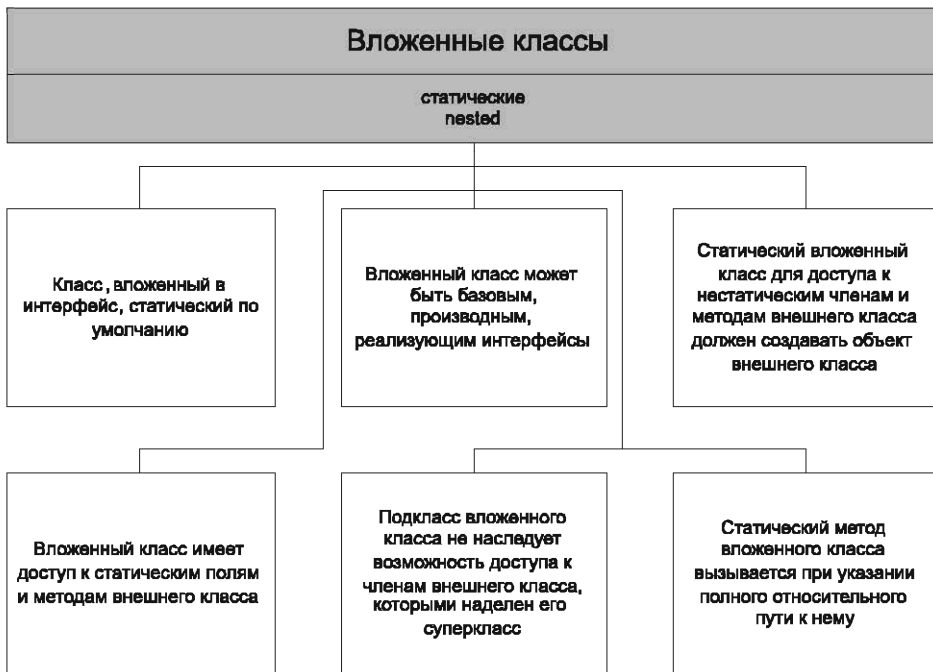 Вложенные классы
статические
nested
Класс, вложенный в
интерфейс, статический по
умолчанию
Вложенный класс может
быть базовым,
производным,
реализующим интерфейсы
Статический вложенный
класс для доступа к
нестатическим членам и
методам внешнего класса
должен создавать объект
внешнего класса
Вложенный класс имеет
доступ к статическим полям
и методам внешнего класса
Подкласс вложенного
класса не наследует
возможность доступа к
членам внешнего класса,
которыми наделен его
суперкласс
Статический метод
вложенного класса
вызывается при указании
полного относительного
пути к нему